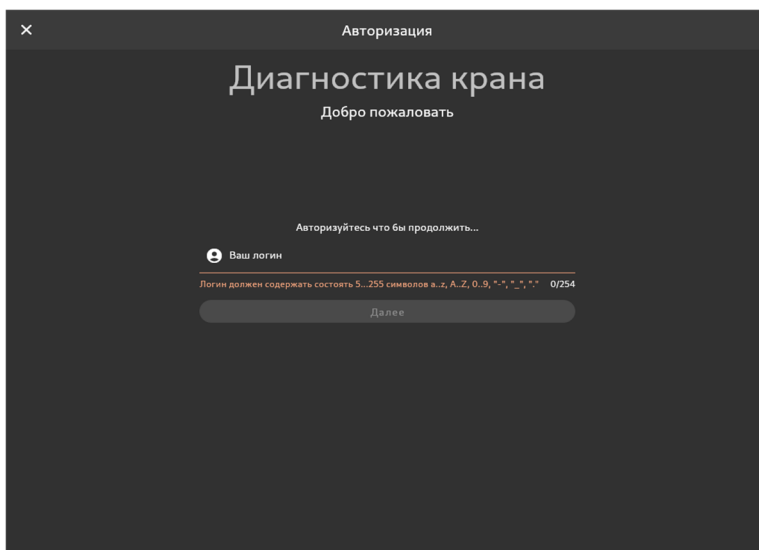 Авторизация
Диагностика крана
Добро пожаловать
Авторизуйтесь что бы продолжить...
Ваш логин
Логин должен содержать состоять 5...255 символов a..z, A..Z, 0..9, "-", "_", "." 0/254
Далее